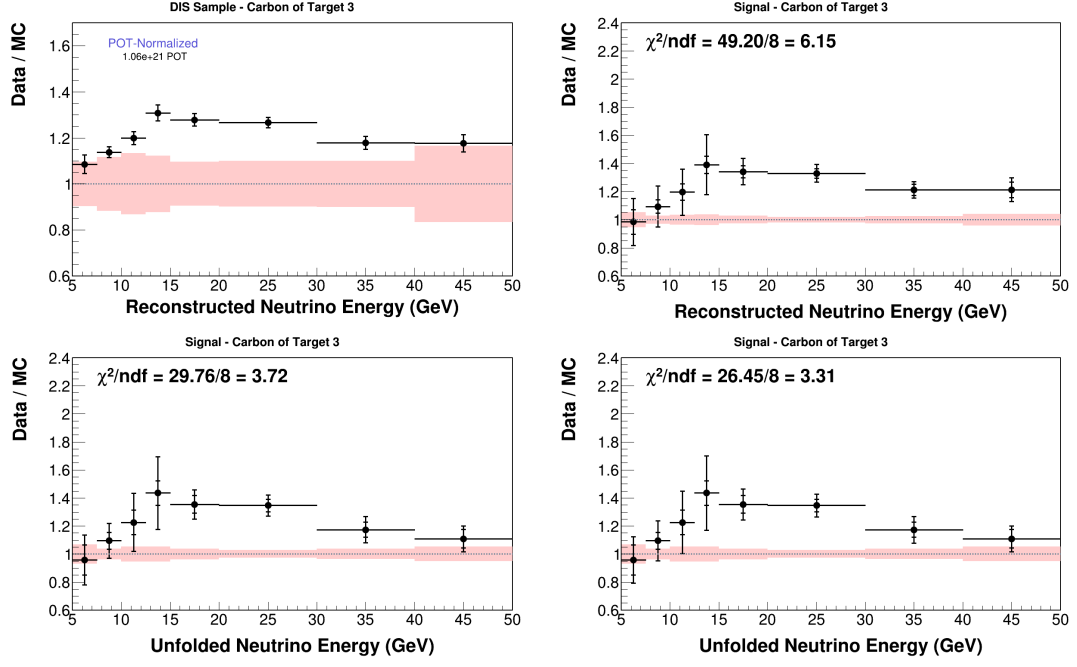 DIS Sample - Carbon of Target 3
Data / MC
POT-Normalized
1.06e+21 POT
1.6
1.4
1.2
1
0.8
0.6
5 10 15 20 25 30 35 40 45 50
Reconstructed Neutrino Energy (GeV)
Signal - Carbon of Target 3
Data / MC
χ²/ndf = 49.20/8 = 6.15
2.4
2.2
2
1.8
1.6
1.4
1.2
1
0.8
0.6
5 10 15 20 25 30 35 40 45 50
Reconstructed Neutrino Energy (GeV)
Signal - Carbon of Target 3
Data / MC
χ²/ndf = 29.76/8 = 3.72
2.4
2.2
2
1.8
1.6
1.4
1.2
1
0.8
0.6
5 10 15 20 25 30 35 40 45 50
Unfolded Neutrino Energy (GeV)
Signal - Carbon of Target 3
Data / MC
χ²/ndf = 26.45/8 = 3.31
2.4
2.2
2
1.8
1.6
1.4
1.2
1
0.8
0.6
5 10 15 20 25 30 35 40 45 50
Unfolded Neutrino Energy (GeV)